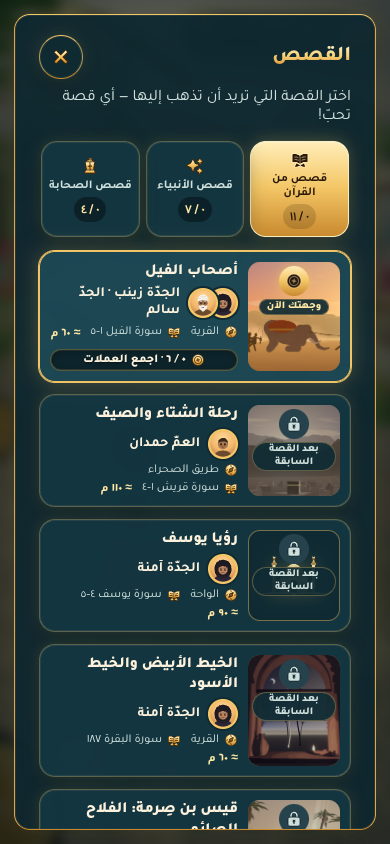 القصص
اختر القصة التي تريد أن تذهب إليها – أي قصة
تحبّ!
قصص من
القرآن
٠ / ١١
قصص الأنبياء
٠ / ٧
قصص الصحابة
٠ / ٤
وجهتك الآن
أصحاب الفيل
الجدّة زينب · الجدّ
سالم
القرية
سورة الفيل ١-٥
≈ ٦٠ م
٠ / ٦ · اجمع العملات
بعد القصة
السابقة
رحلة الشتاء والصيف
العمّ حمدان
طريق الصحراء
سورة قريش ١-٤
≈ ١١٠ م
بعد القصة
السابقة
رؤيا يوسف
الجدّة آمنة
الواحة
سورة يوسف ٤-٥
≈ ٩٠ م
بعد القصة
السابقة
الخيط الأبيض والخيط
الأسود
الجدّة آمنة
القرية
سورة البقرة ١٨٧
≈ ٦٠ م
قيس بن صِرمة: الفلاح
الصائم